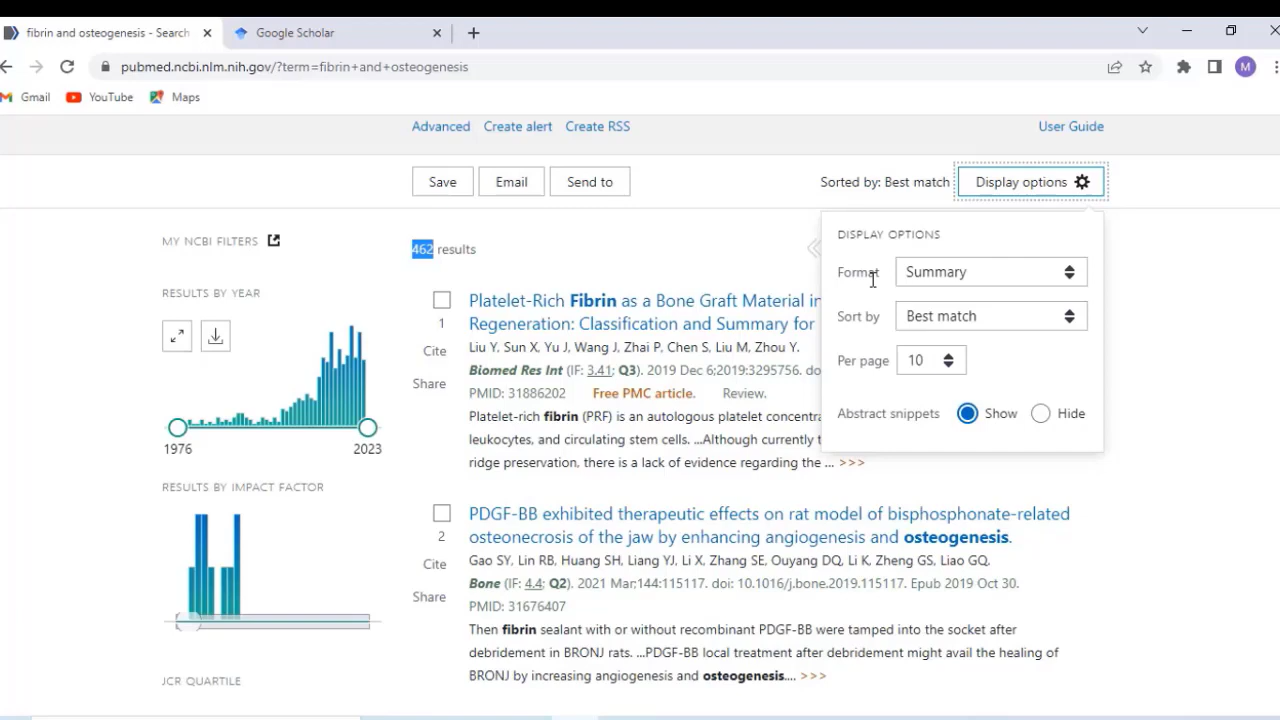 fibrin and osteogenesis - Search
Google Scholar
pubmed.ncbi.nlm.nih.gov/?term=fibrin+and+osteogenesis
M
Gmail
YouTube
Maps
Advanced
Create alert
Create RSS
User Guide
Save
Email
Send to
Sorted by: Best match
Display options
MY NCBI FILTERS
462 results
RESULTS BY YEAR
1976
2023
RESULTS BY IMPACT FACTOR
JCR QUARTILE
DISPLAY OPTIONS
Format
Summary
Sort by
Best match
Per page
10
Abstract snippets
Show
Hide
1
Cite
Share
Platelet-Rich Fibrin as a Bone Graft Material in
Regeneration: Classification and Summary for
Liu Y, Sun X, Yu J, Wang J, Zhai P, Chen S, Liu M, Zhou Y.
Biomed Res Int (IF: 3.41; Q3). 2019 Dec 6;2019:3295756. do
PMID: 31886202 Free PMC article. Review.
Platelet-rich fibrin (PRF) is an autologous platelet concentra
leukocytes, and circulating stem cells. ...Although currently t
ridge preservation, there is a lack of evidence regarding the ... >>>
2
Cite
Share
PDGF-BB exhibited therapeutic effects on rat model of bisphosphonate-related
osteonecrosis of the jaw by enhancing angiogenesis and osteogenesis.
Gao SY, Lin RB, Huang SH, Liang YJ, Li X, Zhang SE, Ouyang DQ, Li K, Zheng GS, Liao GQ.
Bone (IF: 4.4; Q2). 2021 Mar;144:115117. doi: 10.1016/j.bone.2019.115117. Epub 2019 Oct 30.
PMID: 31676407
Then fibrin sealant with or without recombinant PDGF-BB were tamped into the socket after
debridement in BRONJ rats. ...PDGF-BB local treatment after debridement might avail the healing of
BRONJ by increasing angiogenesis and osteogenesis.... >>>